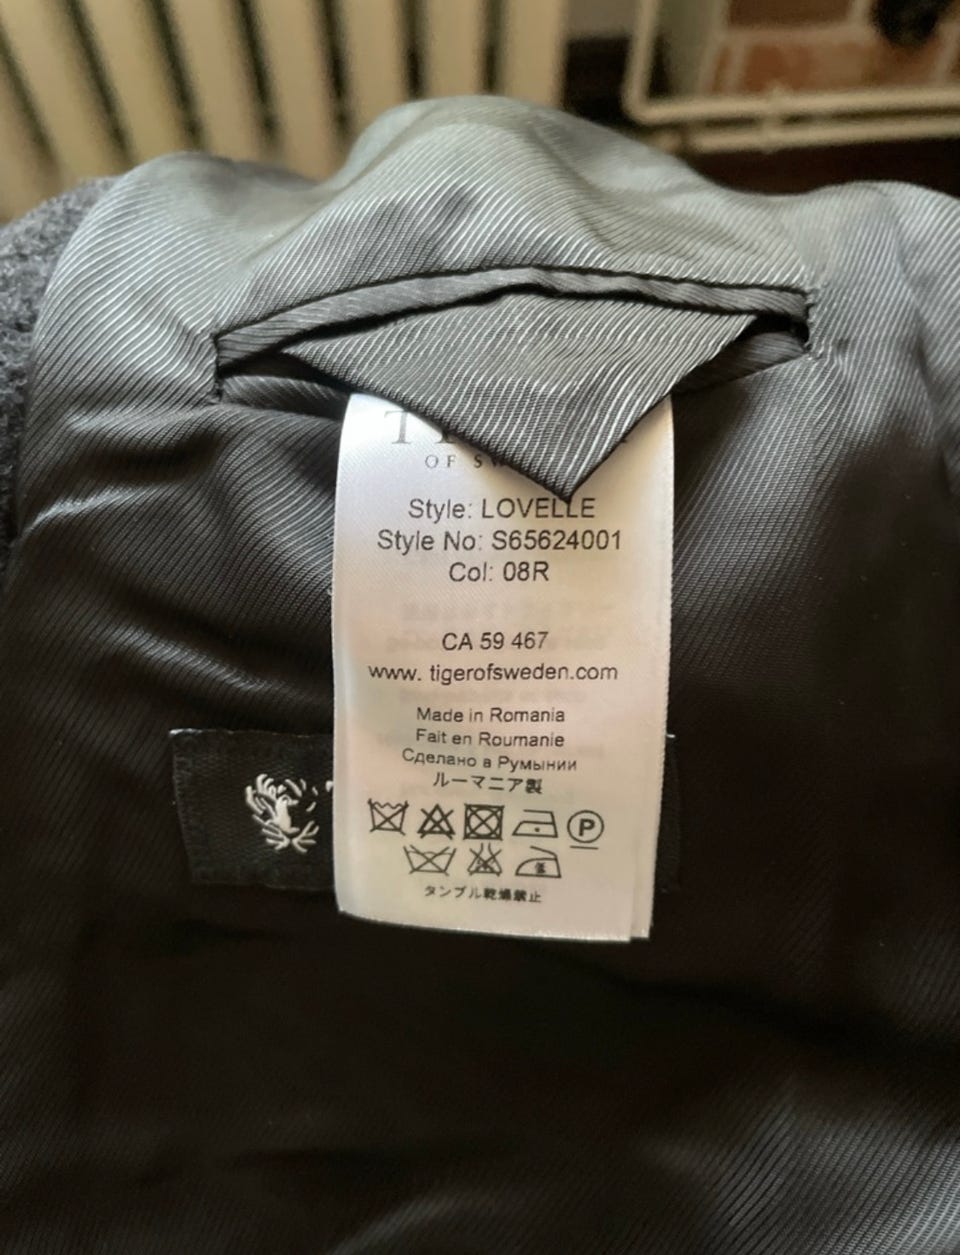 OF
Style: LOVELLE
Style No: S65624001
Col: 08R
CA 59 467
www. tigerofsweden.com
Made in Romania
Fait en Roumanie
Сделано в Румынии
ルーマニア製
P
タンブル乾燥禁止